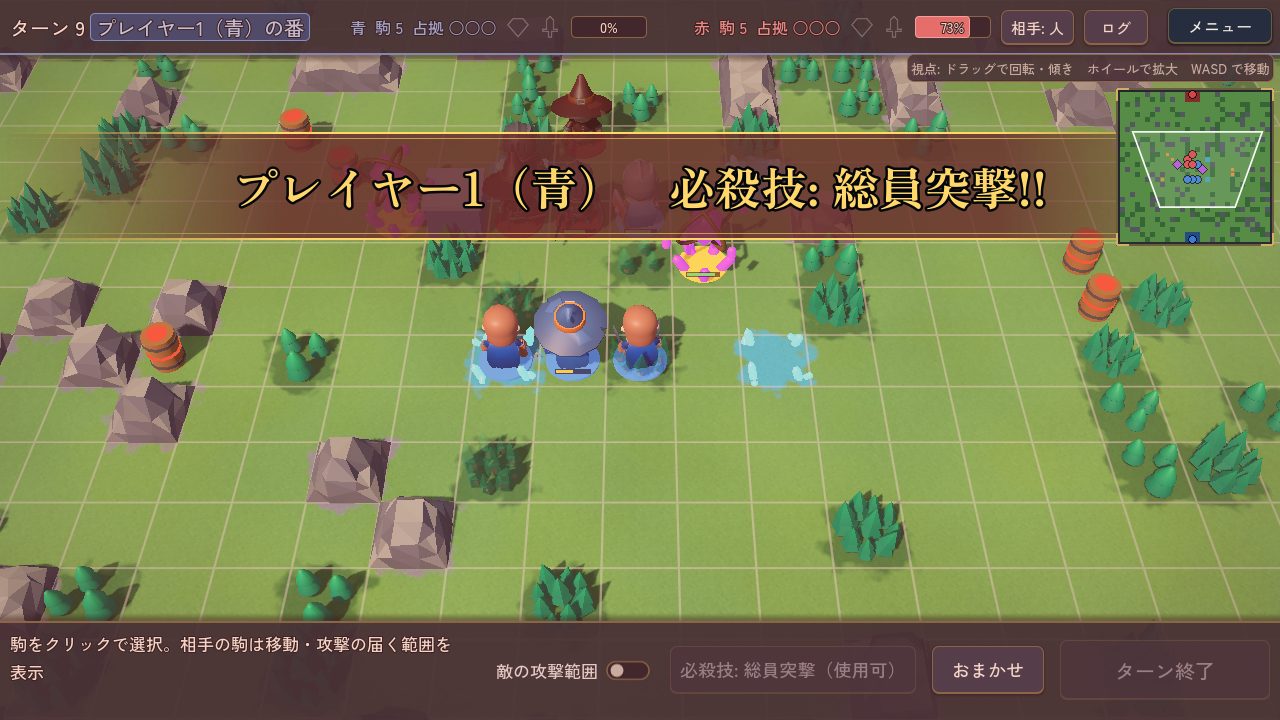 ターン 9 プレイヤー1（青）の番 青 駒 5 占拠 〇〇〇 0% 赤 駒 5 占拠 〇〇〇 73% 相手: 人 ログ メニュー
視点: ドラッグで回転・傾き ホイールで拡大 WASD で移動
プレイヤー1（青） 必殺技: 総員突撃!!
駒をクリックで選択。相手の駒は移動・攻撃の届く範囲を
表示
敵の攻撃範囲 必殺技: 総員突撃（使用可） おまかせ ターン終了